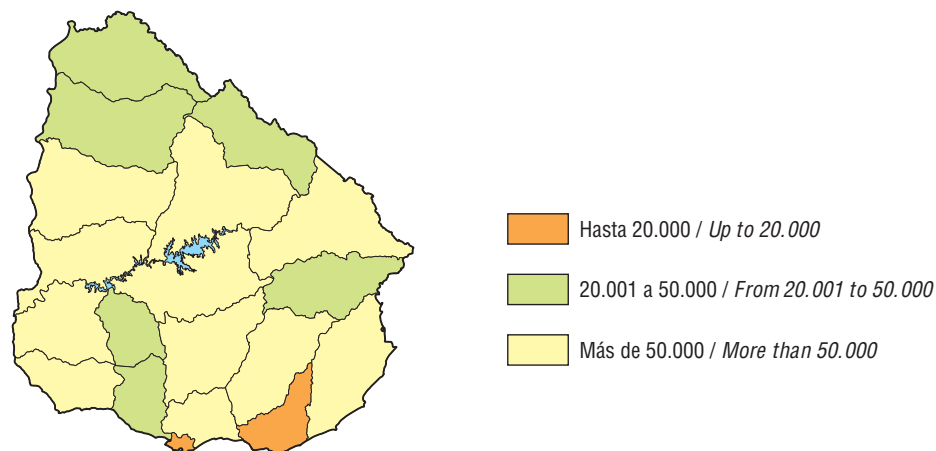 Hasta 20.000 / Up to 20.000
20.001 a 50.000 / From 20.001 to 50.000
Más de 50.000 / More than 50.000